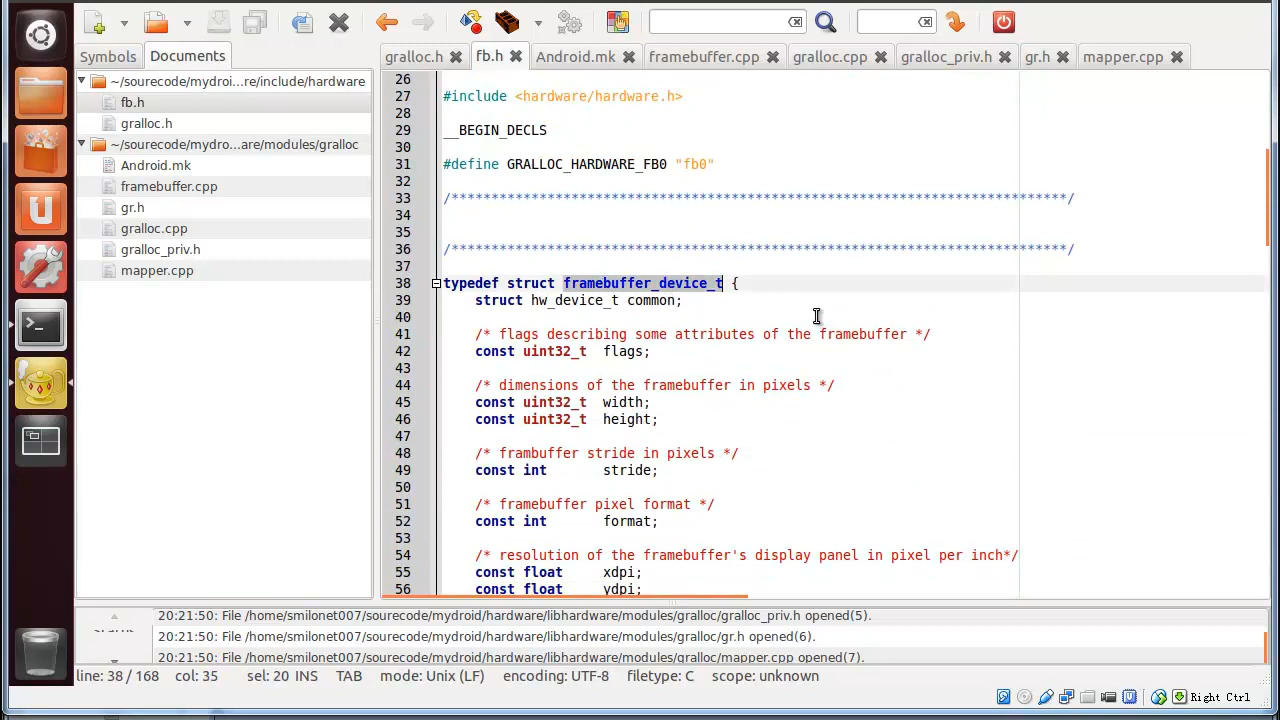 Symbols
Documents
gralloc.h
fb.h
Android.mk
framebuffer.cpp
gralloc.cpp
gralloc_priv.h
gr.h
mapper.cpp
~/sourecode/mydroi...re/include/hardware
fb.h
gralloc.h
~/sourecode/mydro...are/modules/gralloc
Android.mk
framebuffer.cpp
gr.h
gralloc.cpp
gralloc_priv.h
mapper.cpp
26
27 #include <hardware/hardware.h>
28
29 __BEGIN_DECLS
30
31 #define GRALLOC_HARDWARE_FB0 "fb0"
32
33 /*****************************************************************************/
34
35
36 /*****************************************************************************/
37
38 typedef struct framebuffer_device_t {
39 struct hw_device_t common;
40
41 /* flags describing some attributes of the framebuffer */
42 const uint32_t flags;
43
44 /* dimensions of the framebuffer in pixels */
45 const uint32_t width;
46 const uint32_t height;
47
48 /* frambuffer stride in pixels */
49 const int stride;
50
51 /* framebuffer pixel format */
52 const int format;
53
54 /* resolution of the framebuffer's display panel in pixel per inch*/
55 const float xdpi;
56 const float ydpi;
20:21:50: File /home/smilonet007/sourecode/mydroid/hardware/libhardware/modules/gralloc/gralloc_priv.h opened(5).
20:21:50: File /home/smilonet007/sourecode/mydroid/hardware/libhardware/modules/gralloc/gr.h opened(6).
20:21:50: File /home/smilonet007/sourecode/mydroid/hardware/libhardware/modules/gralloc/mapper.cpp opened(7).
line: 38 / 168 col: 35 sel: 20 INS TAB mode: Unix (LF) encoding: UTF-8 filetype: C scope: unknown
Right Ctrl